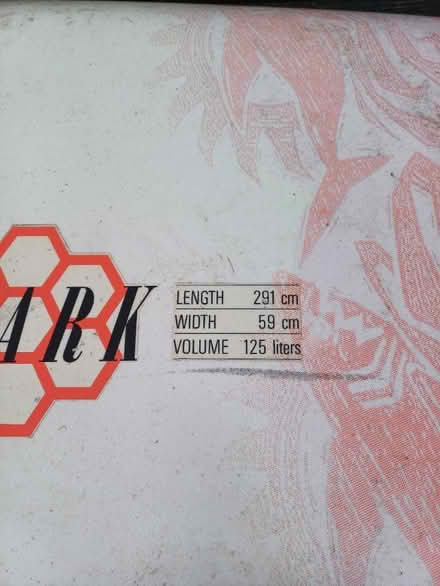 ARK
LENGTH 291 cm
WIDTH 59 cm
VOLUME 125 liters